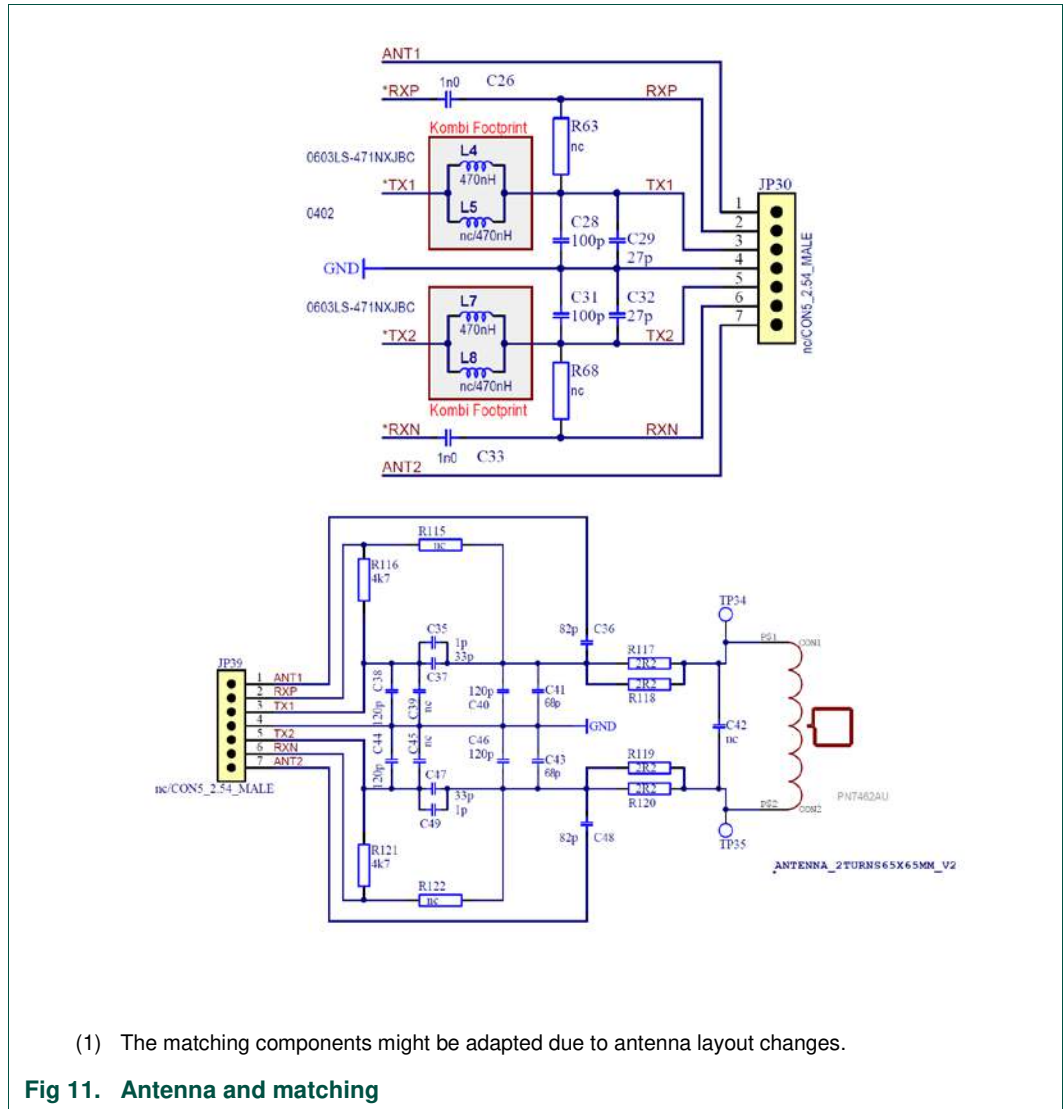 ANT1
1n0 C26
*RXP RXP
Kombi Footprint
R63
nc
0603LS-471NXJBC
L4
470nH
*TX1 TX1
JP30
0402
L5
nc/470nH
C28
100p
C29
27p
1
2
3
4
5
6
7
GND
nc/CON5_2.54_MALE
0603LS-471NXJBC
L7
470nH
C31
100p
C32
27p
*TX2 TX2
L8
nc/470nH
Kombi Footprint
R68
nc
*RXN RXN
1n0 C33
ANT2
R115
nc
R116
4k7
TP34
82p C36
PS1 CON1
C35
1p
33p
C37
R117
2R2
2R2
R118
JP39
1 ANT1
2 RXP
3 TX1
4
5 TX2
6 RXN
7 ANT2
nc/CON5_2.54_MALE
C38
120p
C39
nc
120p
C40
C41
68p
GND
C42
nc
C44
120p
C45
nc
C46
120p
C43
68p
R119
2R2
2R2
R120
C47
33p
1p
C49
PN7462AU
PS2 CON2
82p C48
TP35
R121
4k7
R122
nc
ANTENNA_2TURNS65X65MM_V2
(1) The matching components might be adapted due to antenna layout changes.
Fig 11. Antenna and matching